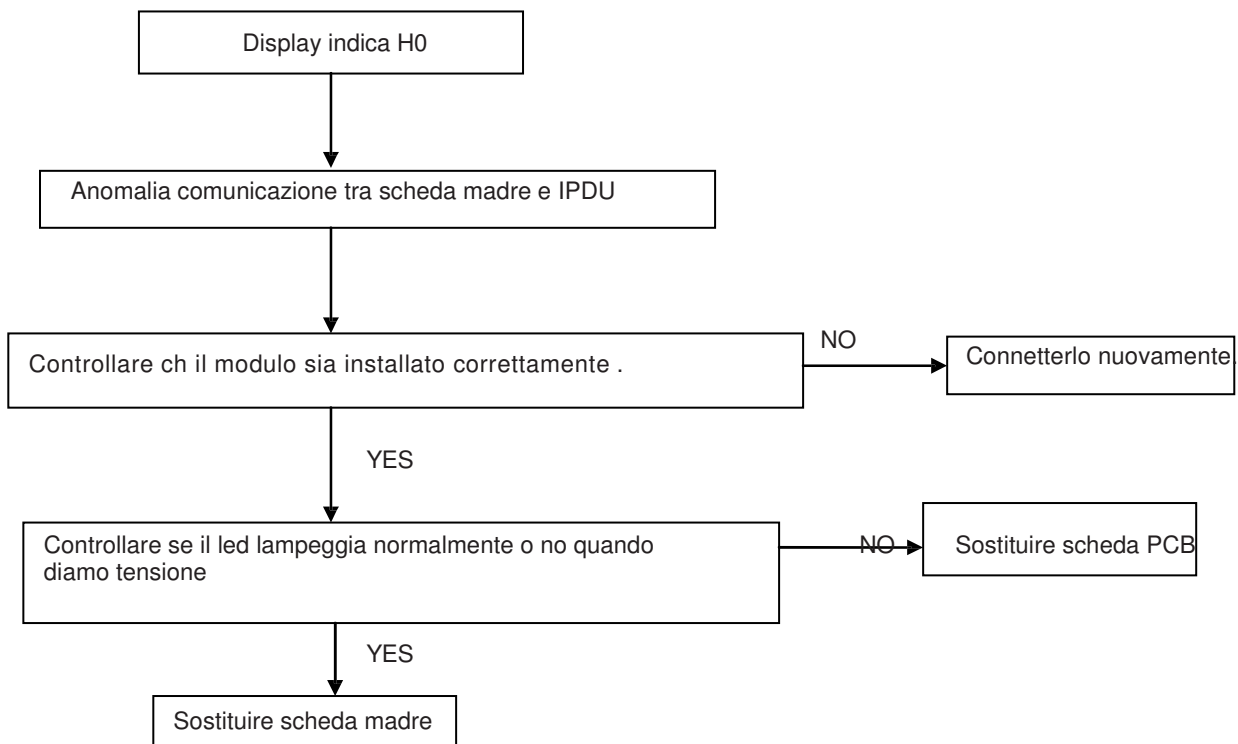 Display indica H0
Anomalia comunicazione tra scheda madre e IPDU
Controllare ch il modulo sia installato correttamente .
NO
Connetterlo nuovamente.
YES
Controllare se il led lampeggia normalmente o no quando
diamo tensione
NO
Sostituire scheda PCB
YES
Sostituire scheda madre